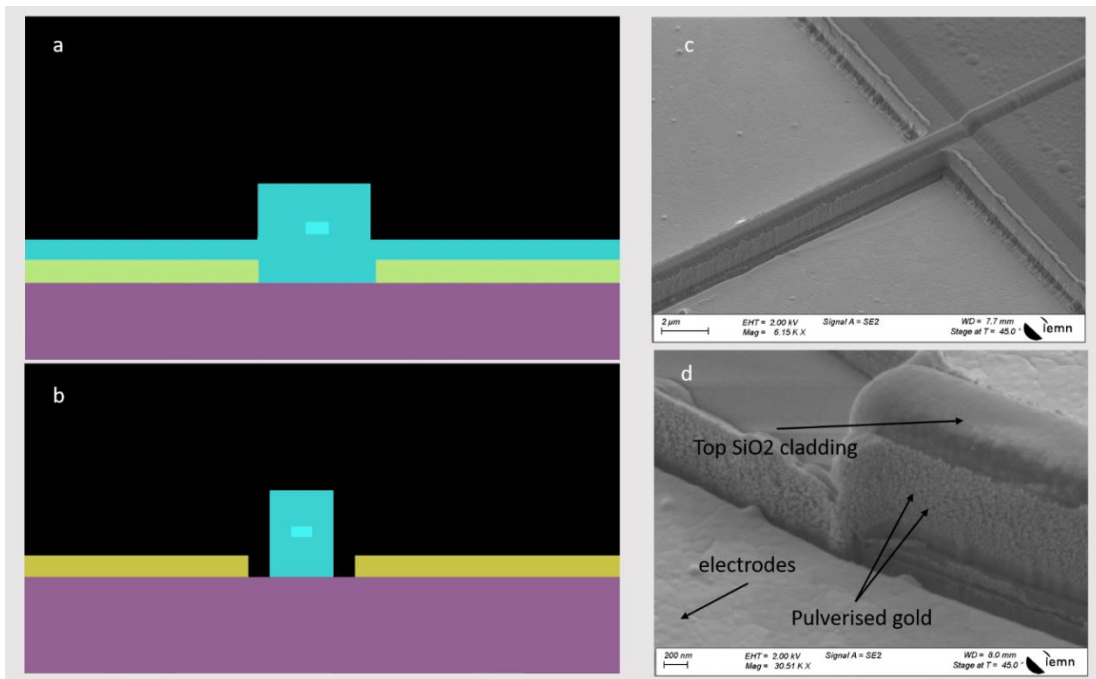 a
b
c
2 µm
EHT = 2.00 kV
Mag = 6.15 K X
Signal A = SE2
WD = 7.7 mm
Stage at T = 45.0 °
iemn
d
Top SiO2 cladding
electrodes
Pulverised gold
200 nm
EHT = 2.00 kV
Mag = 30.51 K X
Signal A = SE2
WD = 8.0 mm
Stage at T = 45.0 °
iemn